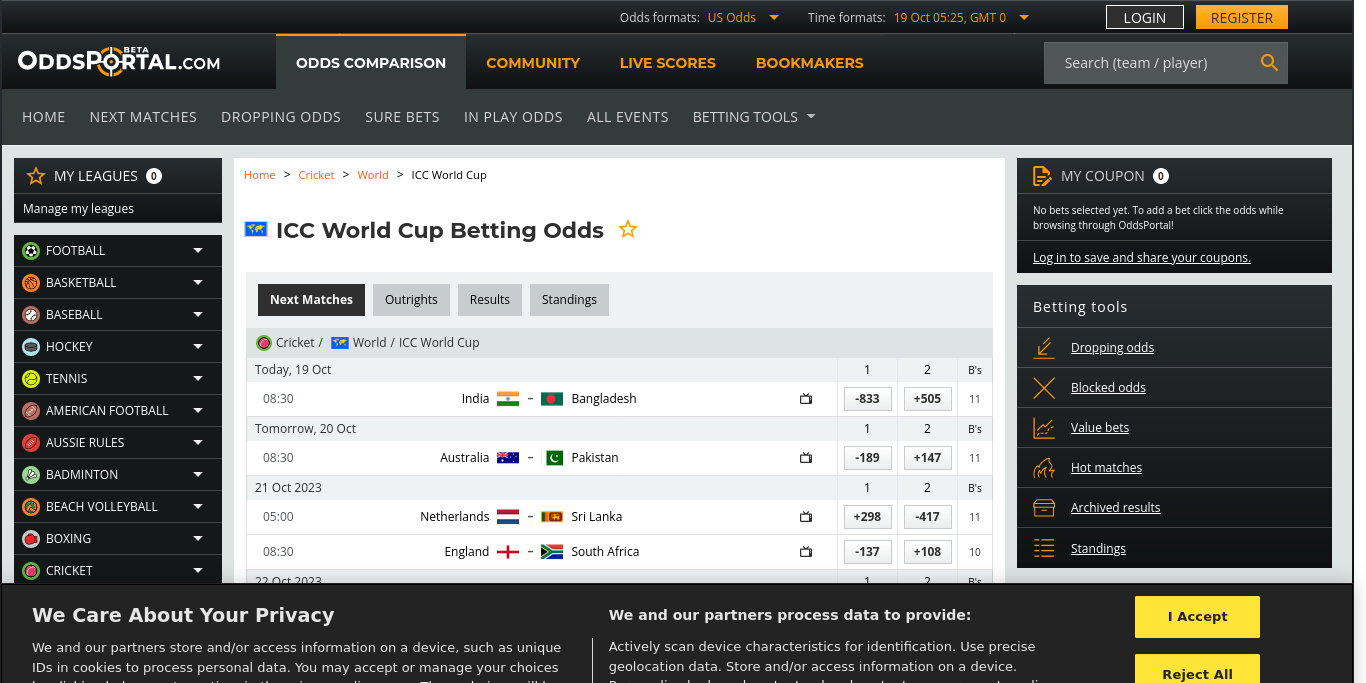 Odds formats: US Odds Time formats: 19 Oct 05:25, GMT 0 LOGIN REGISTER
BETA
ODDSPORTAL.COM ODDS COMPARISON COMMUNITY LIVE SCORES BOOKMAKERS Search (team / player)
HOME NEXT MATCHES DROPPING ODDS SURE BETS IN PLAY ODDS ALL EVENTS BETTING TOOLS
MY LEAGUES 0
Manage my leagues
FOOTBALL
BASKETBALL
BASEBALL
HOCKEY
TENNIS
AMERICAN FOOTBALL
AUSSIE RULES
BADMINTON
BEACH VOLLEYBALL
BOXING
CRICKET
Home > Cricket > World > ICC World Cup
ICC World Cup Betting Odds
Next Matches Outrights Results Standings
Cricket / World / ICC World Cup
Today, 19 Oct 1 2 B's
08:30 India - Bangladesh -833 +505 11
Tomorrow, 20 Oct 1 2 B's
08:30 Australia - Pakistan -189 +147 11
21 Oct 2023 1 2 B's
05:00 Netherlands - Sri Lanka +298 -417 11
08:30 England - South Africa -137 +108 10
22 Oct 2023 1 2 B's
MY COUPON 0
No bets selected yet. To add a bet click the odds while
browsing through OddsPortal!
Log in to save and share your coupons.
Betting tools
Dropping odds
Blocked odds
Value bets
Hot matches
Archived results
Standings
We Care About Your Privacy
We and our partners store and/or access information on a device, such as unique
IDs in cookies to process personal data. You may accept or manage your choices
We and our partners process data to provide:
Actively scan device characteristics for identification. Use precise
geolocation data. Store and/or access information on a device.
I Accept
Reject All